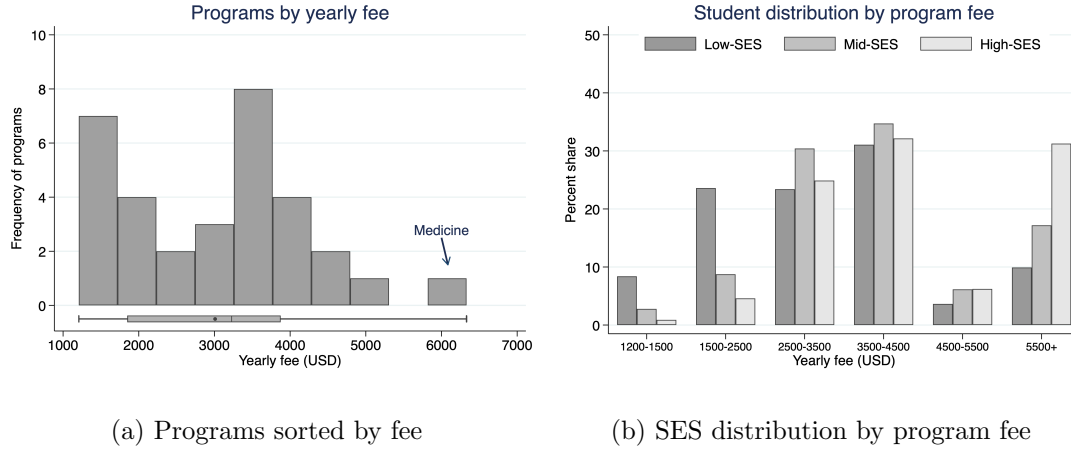 Programs by yearly fee
Frequency of programs
10
8
6
4
2
0
Medicine
1000 2000 3000 4000 5000 6000 7000
Yearly fee (USD)
(a) Programs sorted by fee
Student distribution by program fee
Low-SES Mid-SES High-SES
Percent share
50
40
30
20
10
0
1200-1500 1500-2500 2500-3500 3500-4500 4500-5500 5500+
Yearly fee (USD)
(b) SES distribution by program fee